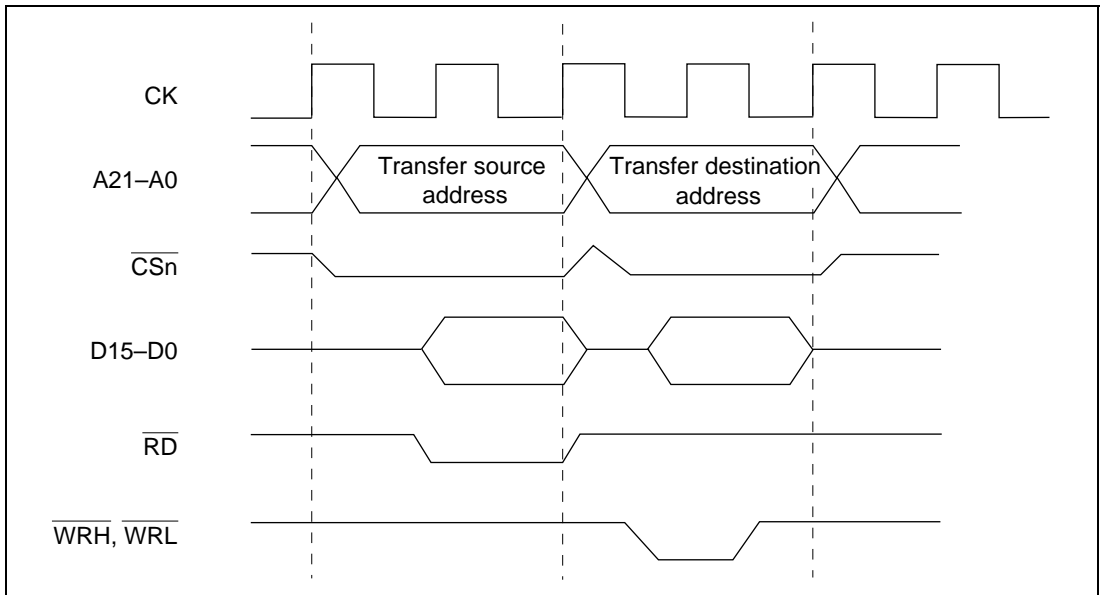 CK
A21–A0
Transfer source
address
Transfer destination
address
CSn
D15–D0
RD
WRH, WRL